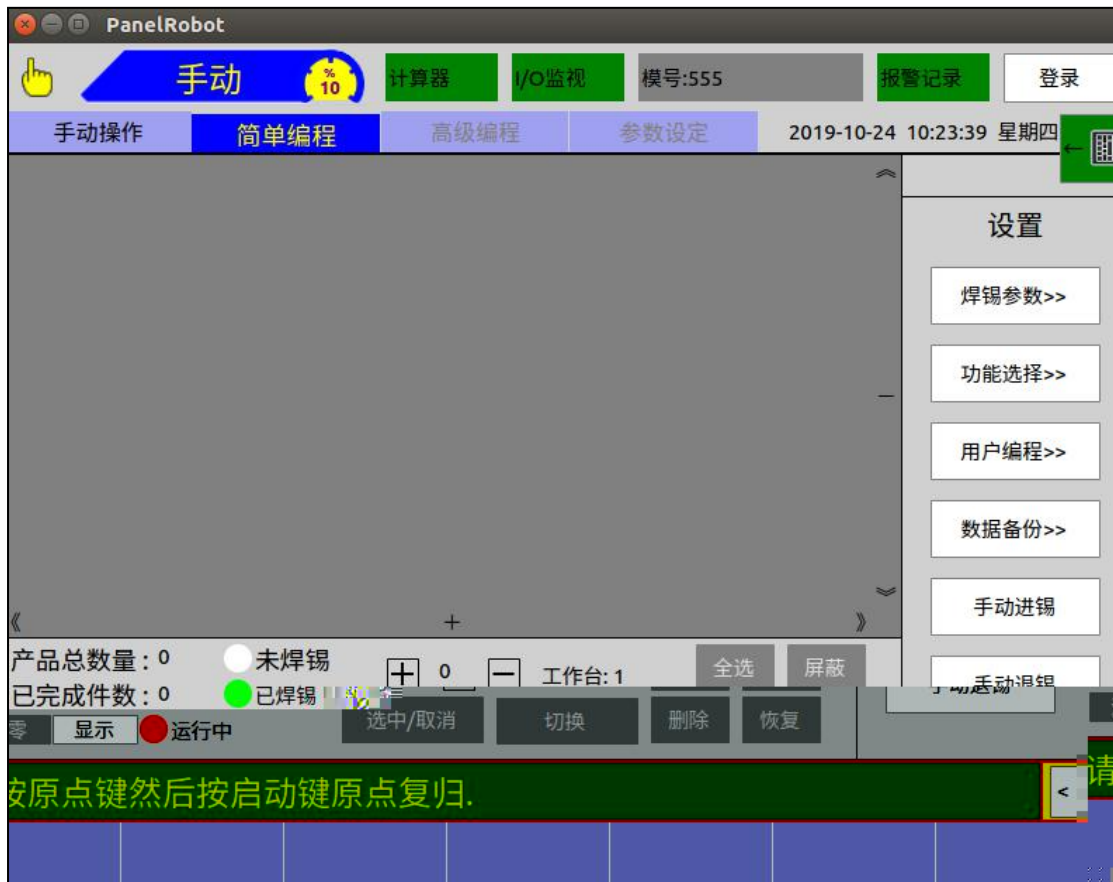 PanelRobot
手动 % 10 计算器 I/O监视 模号:555 报警记录 登录
手动操作 简单编程 高级编程 参数设定 2019-10-24 10:23:39 星期四 ←
设置
焊锡参数>>
功能选择>>
用户编程>>
数据备份>>
手动进锡
手动退锡
《 + 》
产品总数量: 0 未焊锡
+ 0 − 工作台: 1 全选 屏蔽
已完成件数: 0 已焊锡
零 显示 运行中 选中/取消 切换 删除 恢复
按原点键然后按启动键原点复归. < 请